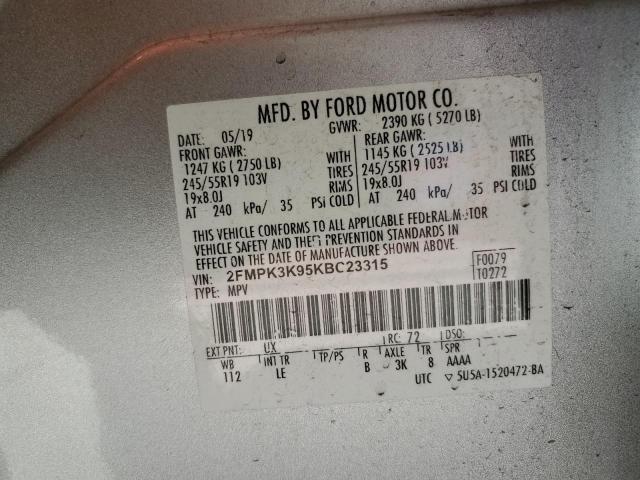 MFD. BY FORD MOTOR CO.
DATE: 05/19 GVWR: 2390 KG ( 5270 LB)
FRONT GAWR: REAR GAWR:
1247 KG ( 2750 LB) WITH 1145 KG ( 2525 LB) WITH
245/55R19 103V TIRES 245/55R19 103V TIRES
19x8.0J RIMS 19x8.0J RIMS
AT 240 kPa/ 35 PSI COLD AT 240 kPa/ 35 PSI COLD
THIS VEHICLE CONFORMS TO ALL APPLICABLE FEDERAL MOTOR
VEHICLE SAFETY AND THEFT PREVENTION STANDARDS IN
EFFECT ON THE DATE OF MANUFACTURE SHOWN ABOVE.
VIN: 2FMPK3K95KBC23315 F0079
TYPE: MPV T0272
EXT PNT: UX RC: 72 DSO:
WB INT TR TP/PS R AXLE TR SPR
112 LE B 3K 8 AAAA
UTC ▽ 5U5A-1520472-BA